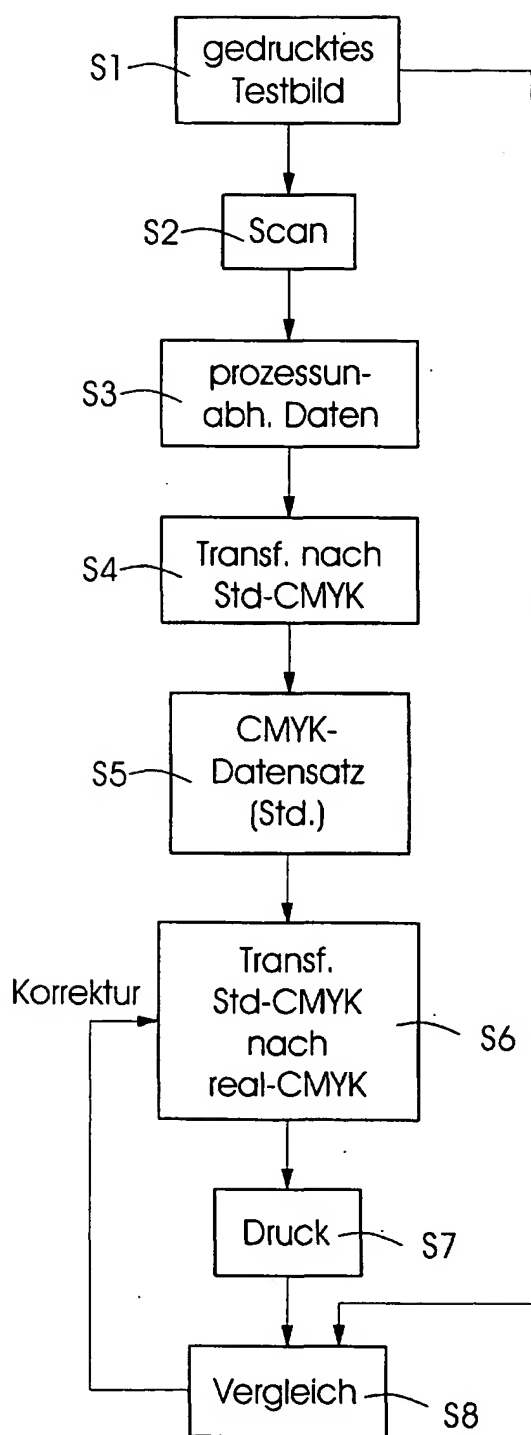 S1
gedrucktes
Testbild
S2
Scan
S3
prozessun-
abh. Daten
S4
Transf. nach
Std-CMYK
S5
CMYK-
Datensatz
(Std.)
Korrektur
Transf.
Std-CMYK
nach
real-CMYK
S6
Druck
S7
Vergleich
S8